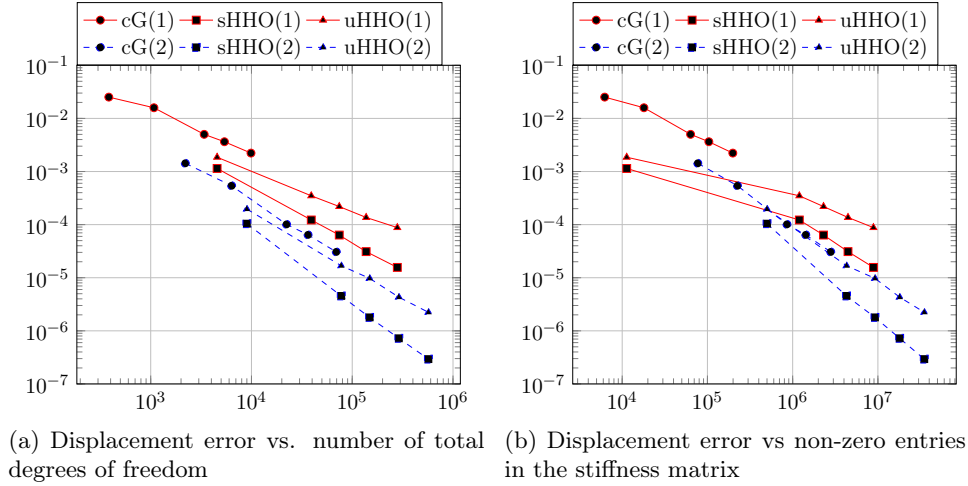 cG(1) sHHO(1) uHHO(1)
cG(2) sHHO(2) uHHO(2)
10^−1
10^−2
10^−3
10^−4
10^−5
10^−6
10^−7
10^3 10^4 10^5 10^6
(a) Displacement error vs. number of total
degrees of freedom
cG(1) sHHO(1) uHHO(1)
cG(2) sHHO(2) uHHO(2)
10^−1
10^−2
10^−3
10^−4
10^−5
10^−6
10^−7
10^4 10^5 10^6 10^7
(b) Displacement error vs non-zero entries
in the stiffness matrix